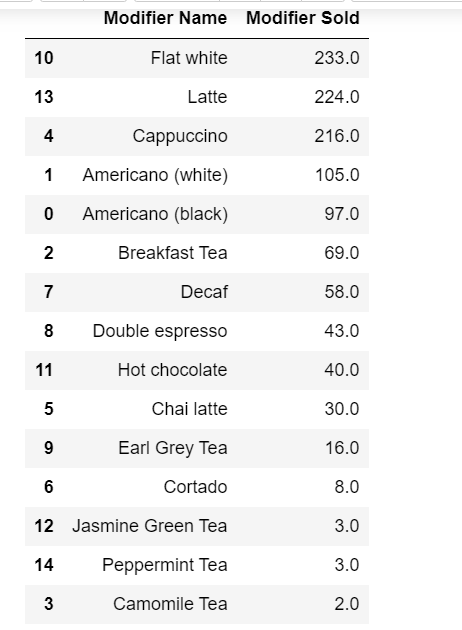 Modifier Name Modifier Sold
10 Flat white 233.0
13 Latte 224.0
4 Cappuccino 216.0
1 Americano (white) 105.0
0 Americano (black) 97.0
2 Breakfast Tea 69.0
7 Decaf 58.0
8 Double espresso 43.0
11 Hot chocolate 40.0
5 Chai latte 30.0
9 Earl Grey Tea 16.0
6 Cortado 8.0
12 Jasmine Green Tea 3.0
14 Peppermint Tea 3.0
3 Camomile Tea 2.0